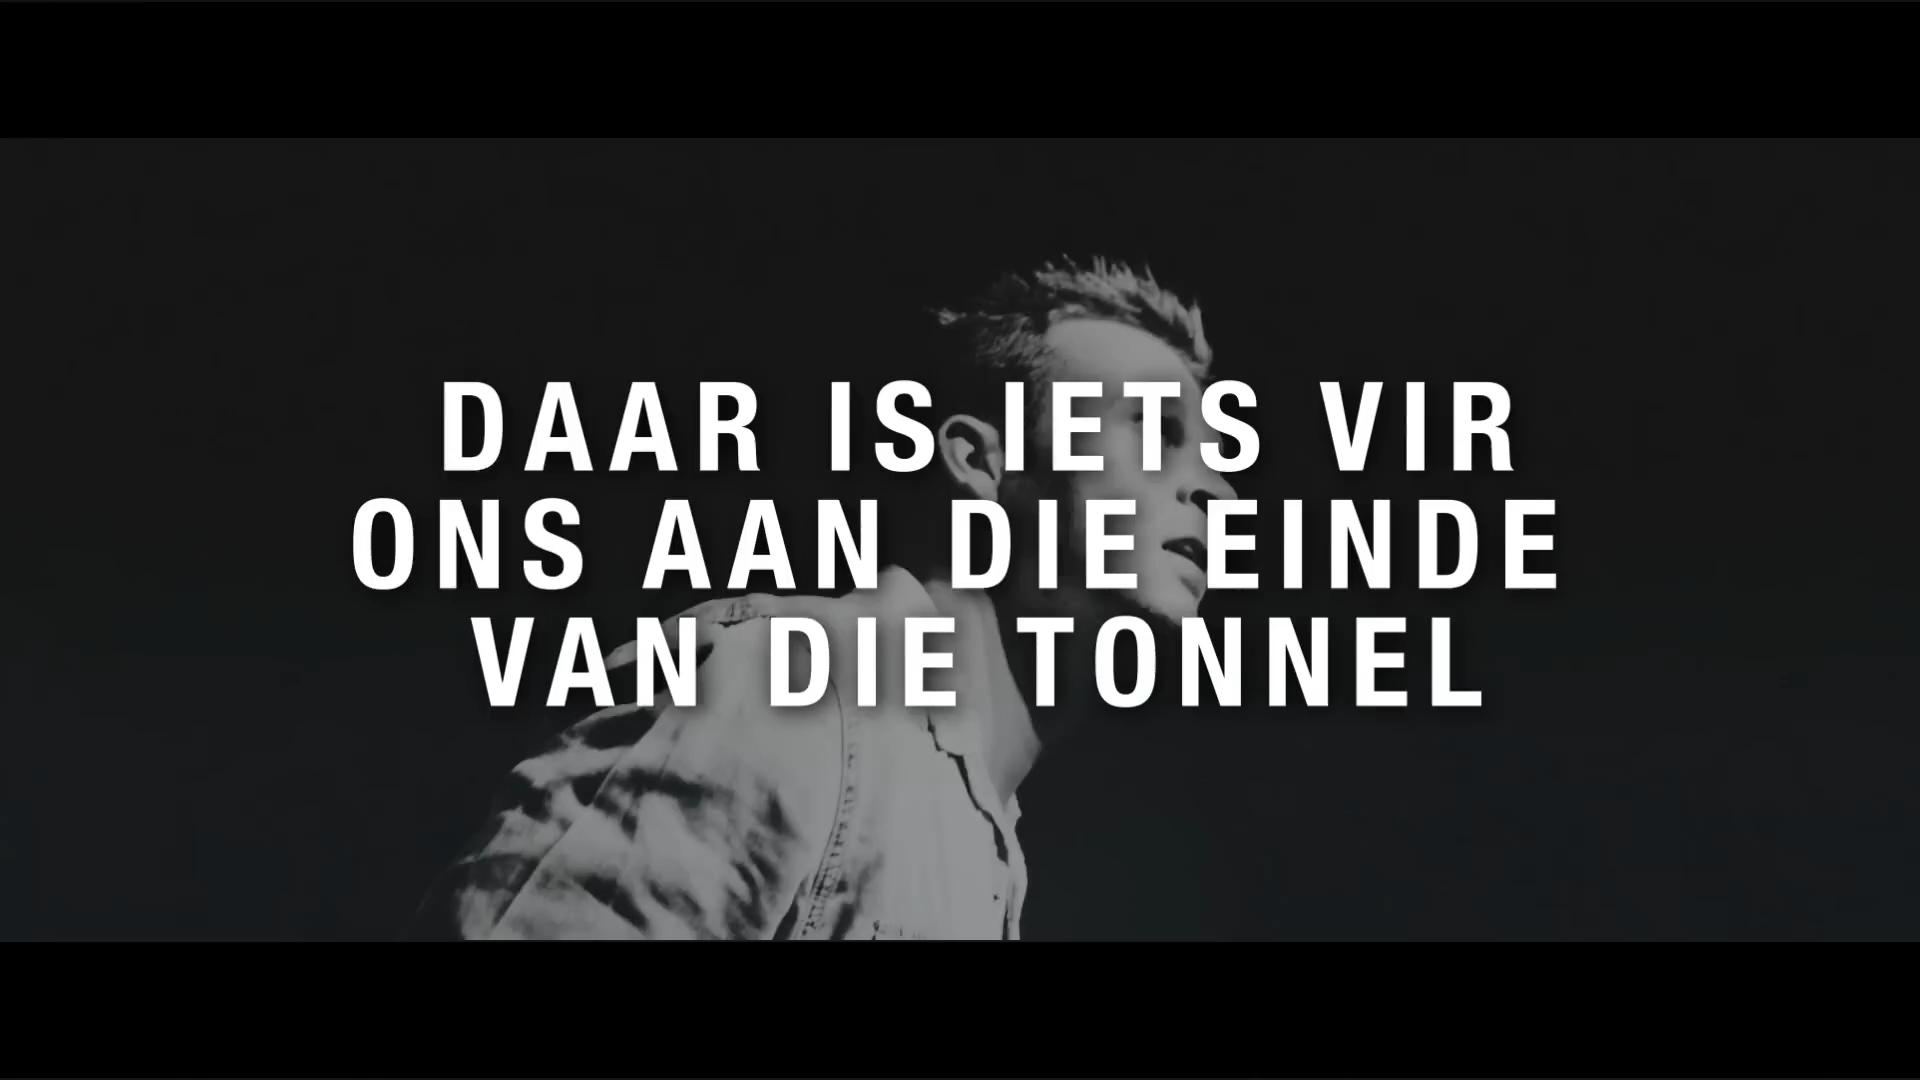 DAAR IS IETS VIR
ONS AAN DIE EINDE
VAN DIE TONNEL